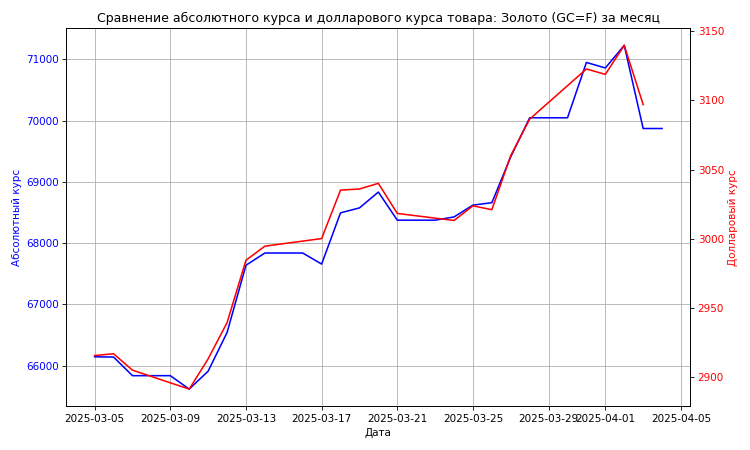 Сравнение абсолютного курса и долларового курса товара: Золото (GC=F) за месяц
Абсолютный курс
71000
70000
69000
68000
67000
66000
3150
3100
3050
3000
2950
2900
Долларовый курс
2025-03-05 2025-03-09 2025-03-13 2025-03-17 2025-03-21 2025-03-25 2025-03-29 2025-04-01 2025-04-05
Дата